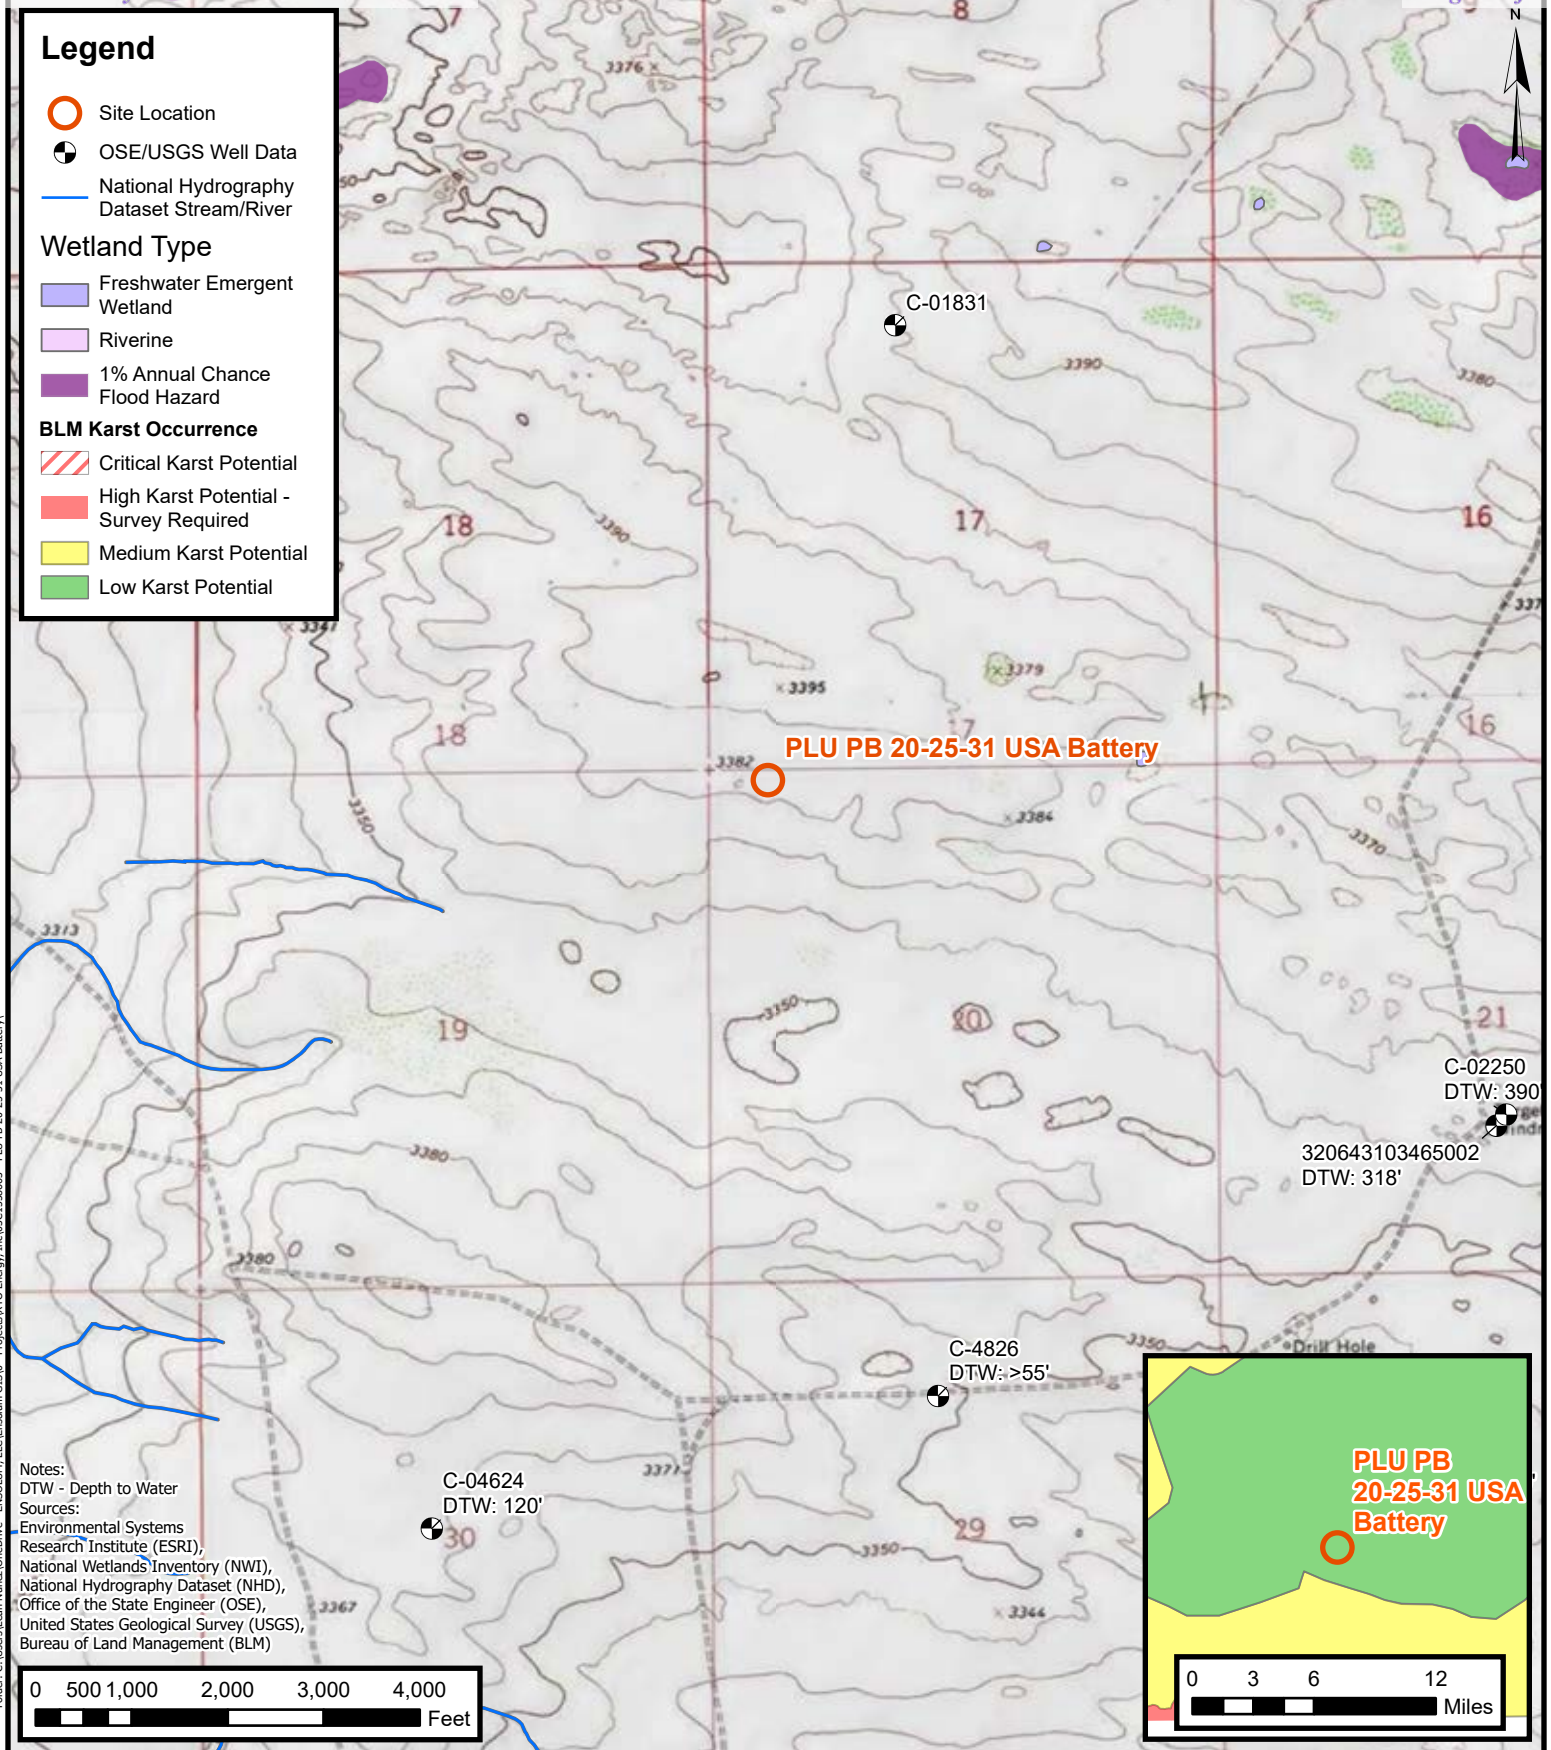 Legend
Site Location
OSE/USGS Well Data
National Hydrography
Dataset Stream/River
Wetland Type
Freshwater Emergent
Wetland
Riverine
1% Annual Chance
Flood Hazard
BLM Karst Occurrence
Critical Karst Potential
High Karst Potential -
Survey Required
Medium Karst Potential
Low Karst Potential
7
8
N
3376
C-01831
3390
3380
18
3390
17
16
3347
3379
3395
18
17
16
PLU PB 20-25-31 USA Battery
3382
3350
3384
3370
3313
19
3350
20
21
C-02250
DTW: 390'
320643103465002
DTW: 318'
3380
3380
C-4826
DTW: >55'
3350
Drill Hole
3371
C-04624
DTW: 120'
30
29
3350
3367
3344
Notes:
DTW - Depth to Water
Sources:
Environmental Systems
Research Institute (ESRI),
National Wetlands Inventory (NWI),
National Hydrography Dataset (NHD),
Office of the State Engineer (OSE),
United States Geological Survey (USGS),
Bureau of Land Management (BLM)
0 500 1,000 2,000 3,000 4,000
Feet
PLU PB
20-25-31 USA
Battery
0 3 6 12
Miles